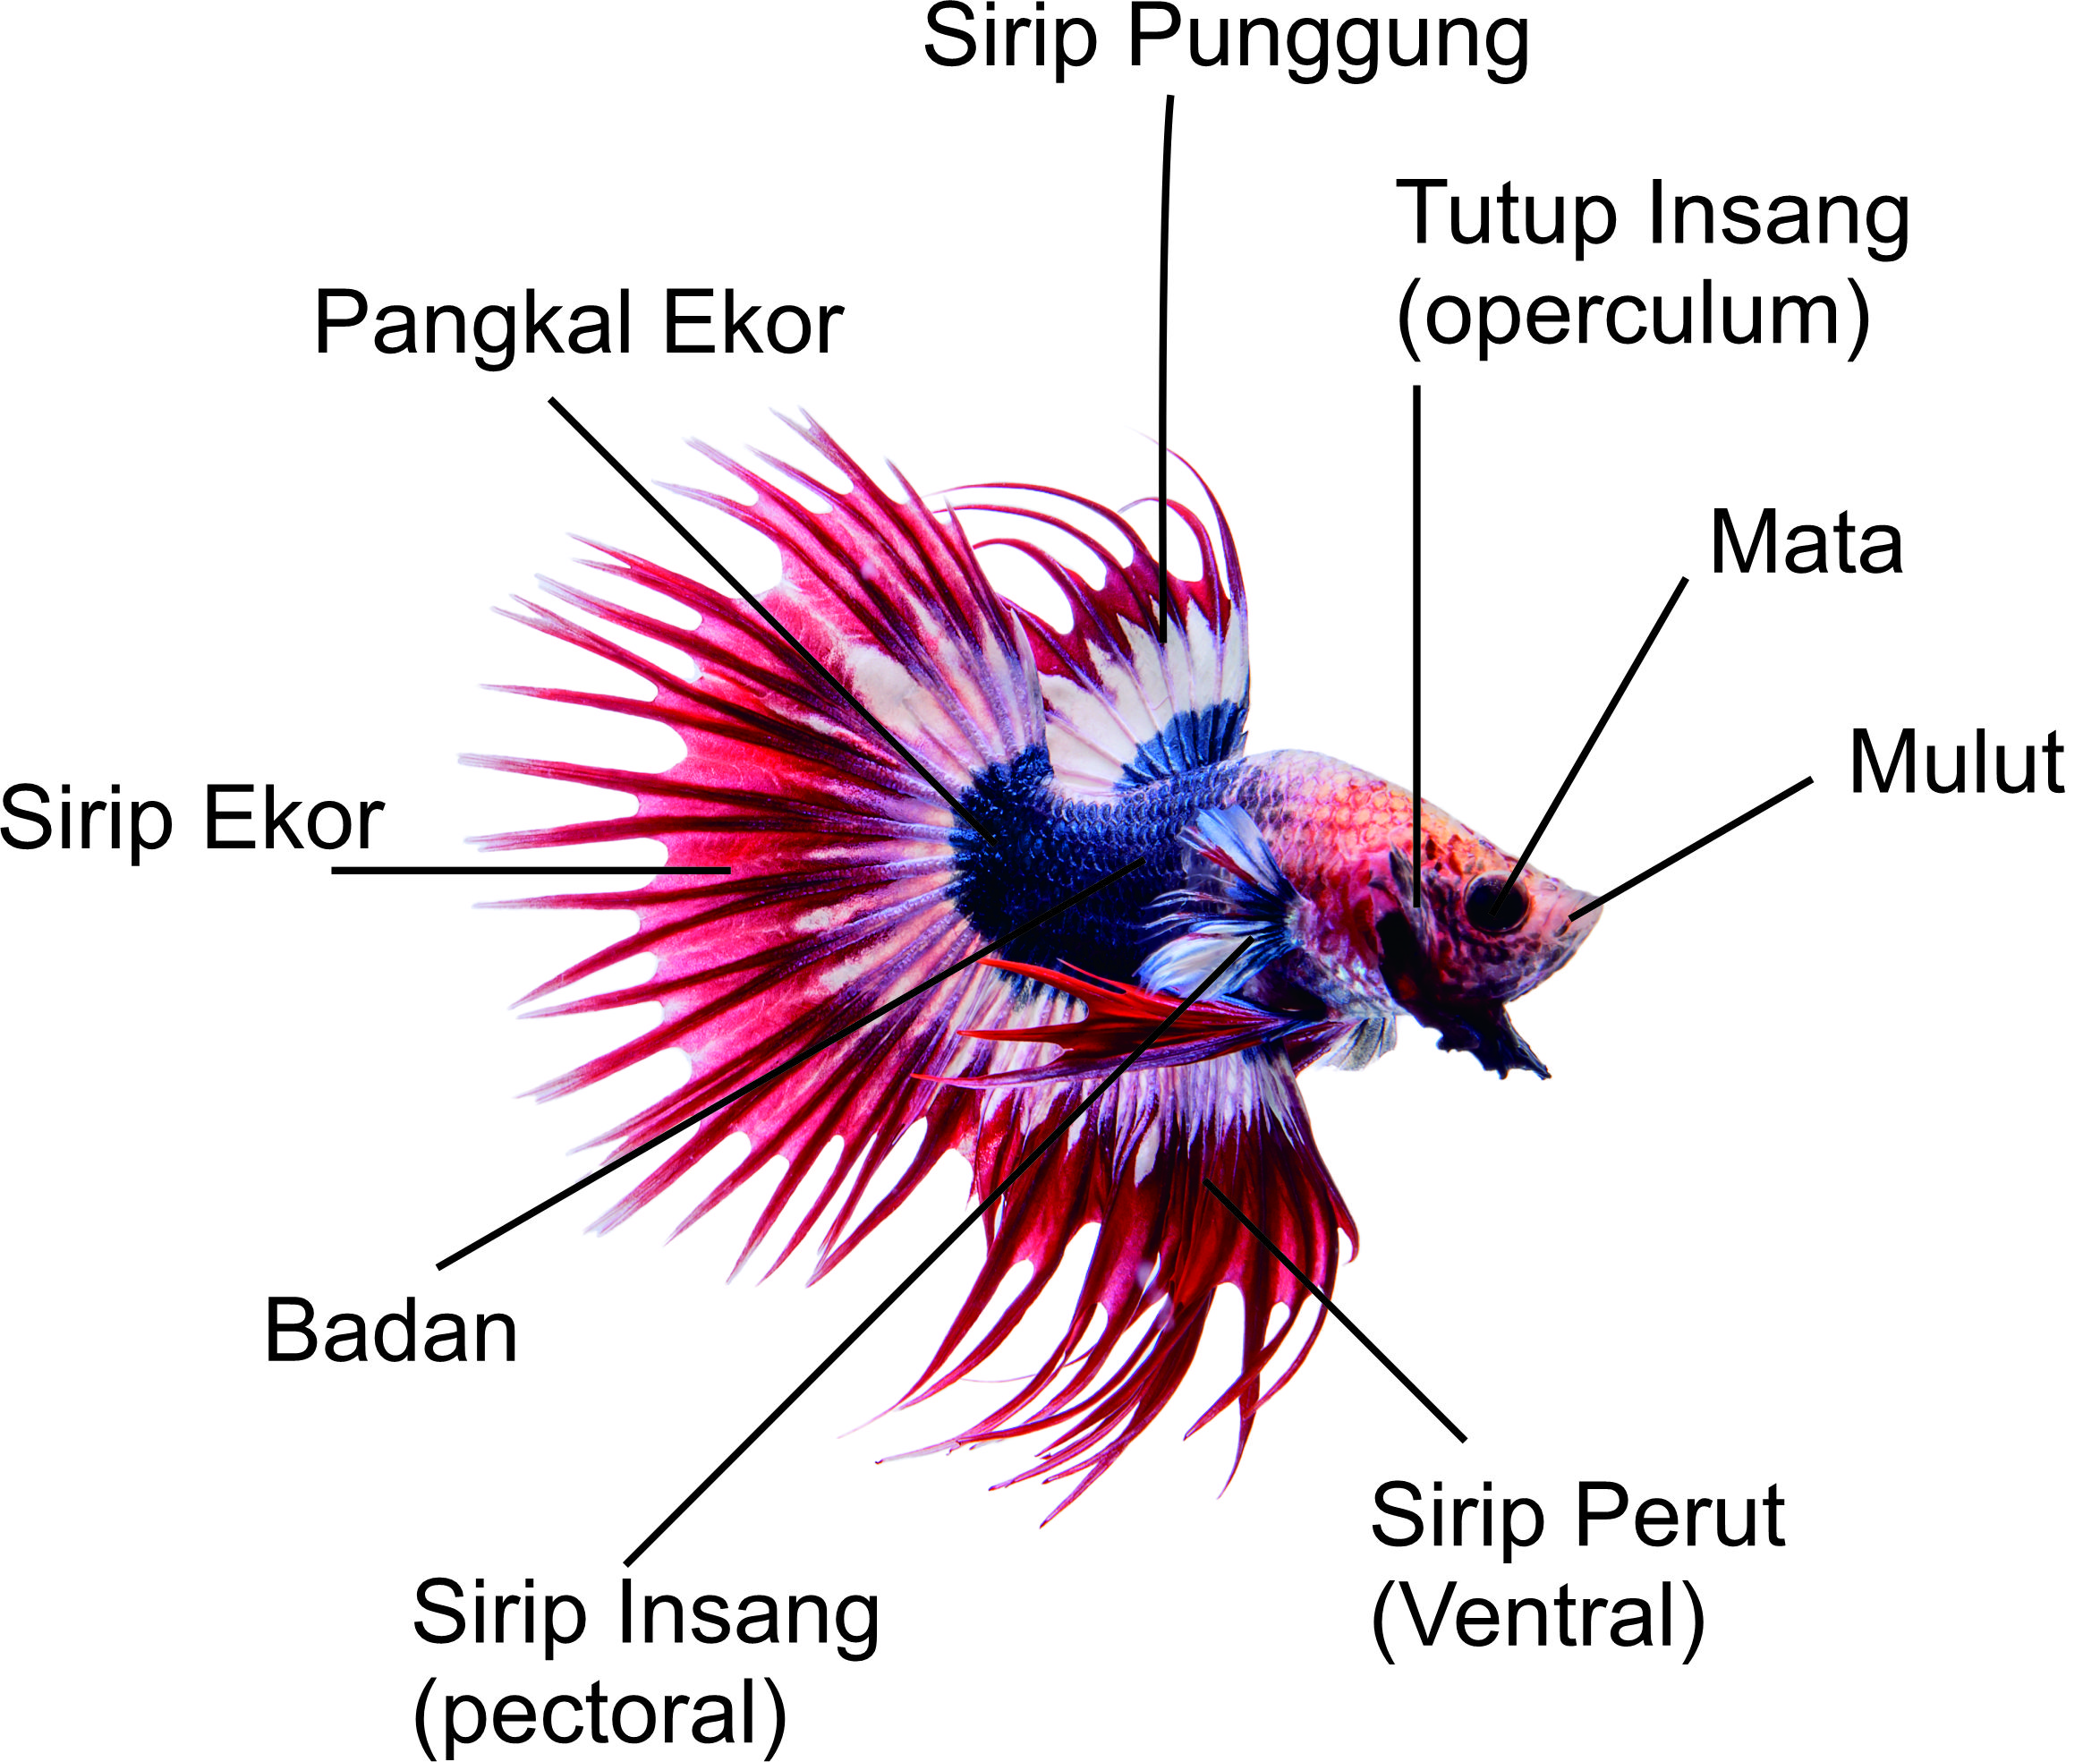 Sirip Punggung
Tutup Insang
(operculum)
Pangkal Ekor
Mata
Mulut
Sirip Ekor
Badan
Sirip Perut
(Ventral)
Sirip Insang
(pectoral)